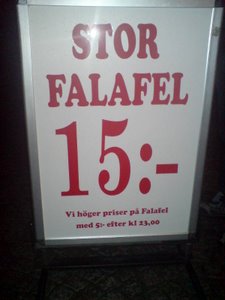 STOR
FALAFEL
15:-
Vi höger priser på Falafel
med 5:- efter kl 23,00